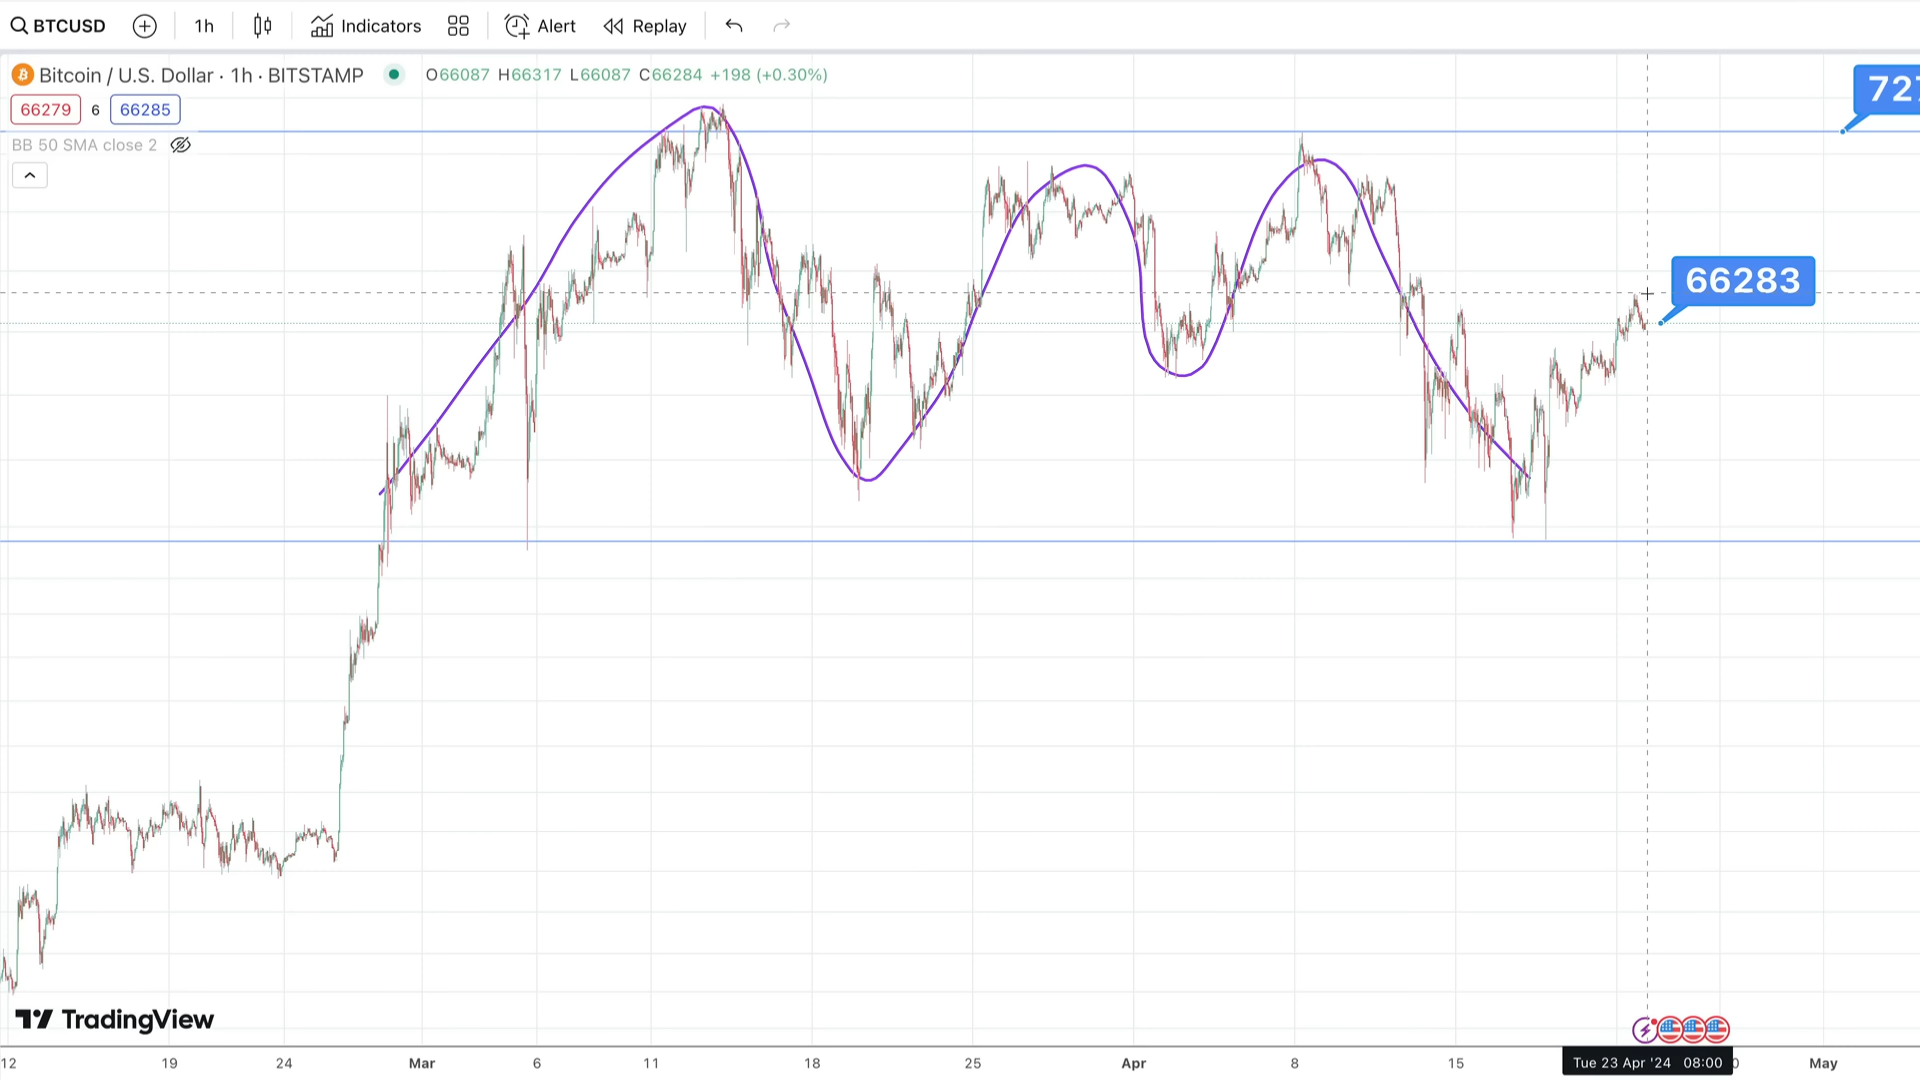 BTCUSD 1h Indicators Alert Replay
Bitcoin / U.S. Dollar · 1h · BITSTAMP O66087 H66317 L66087 C66284 +198 (+0.30%)
727
66279 6 66285
BB 50 SMA close 2
66283
TradingView
12 19 24 Mar 6 11 18 25 Apr 8 15 Tue 23 Apr '24 08:00 May